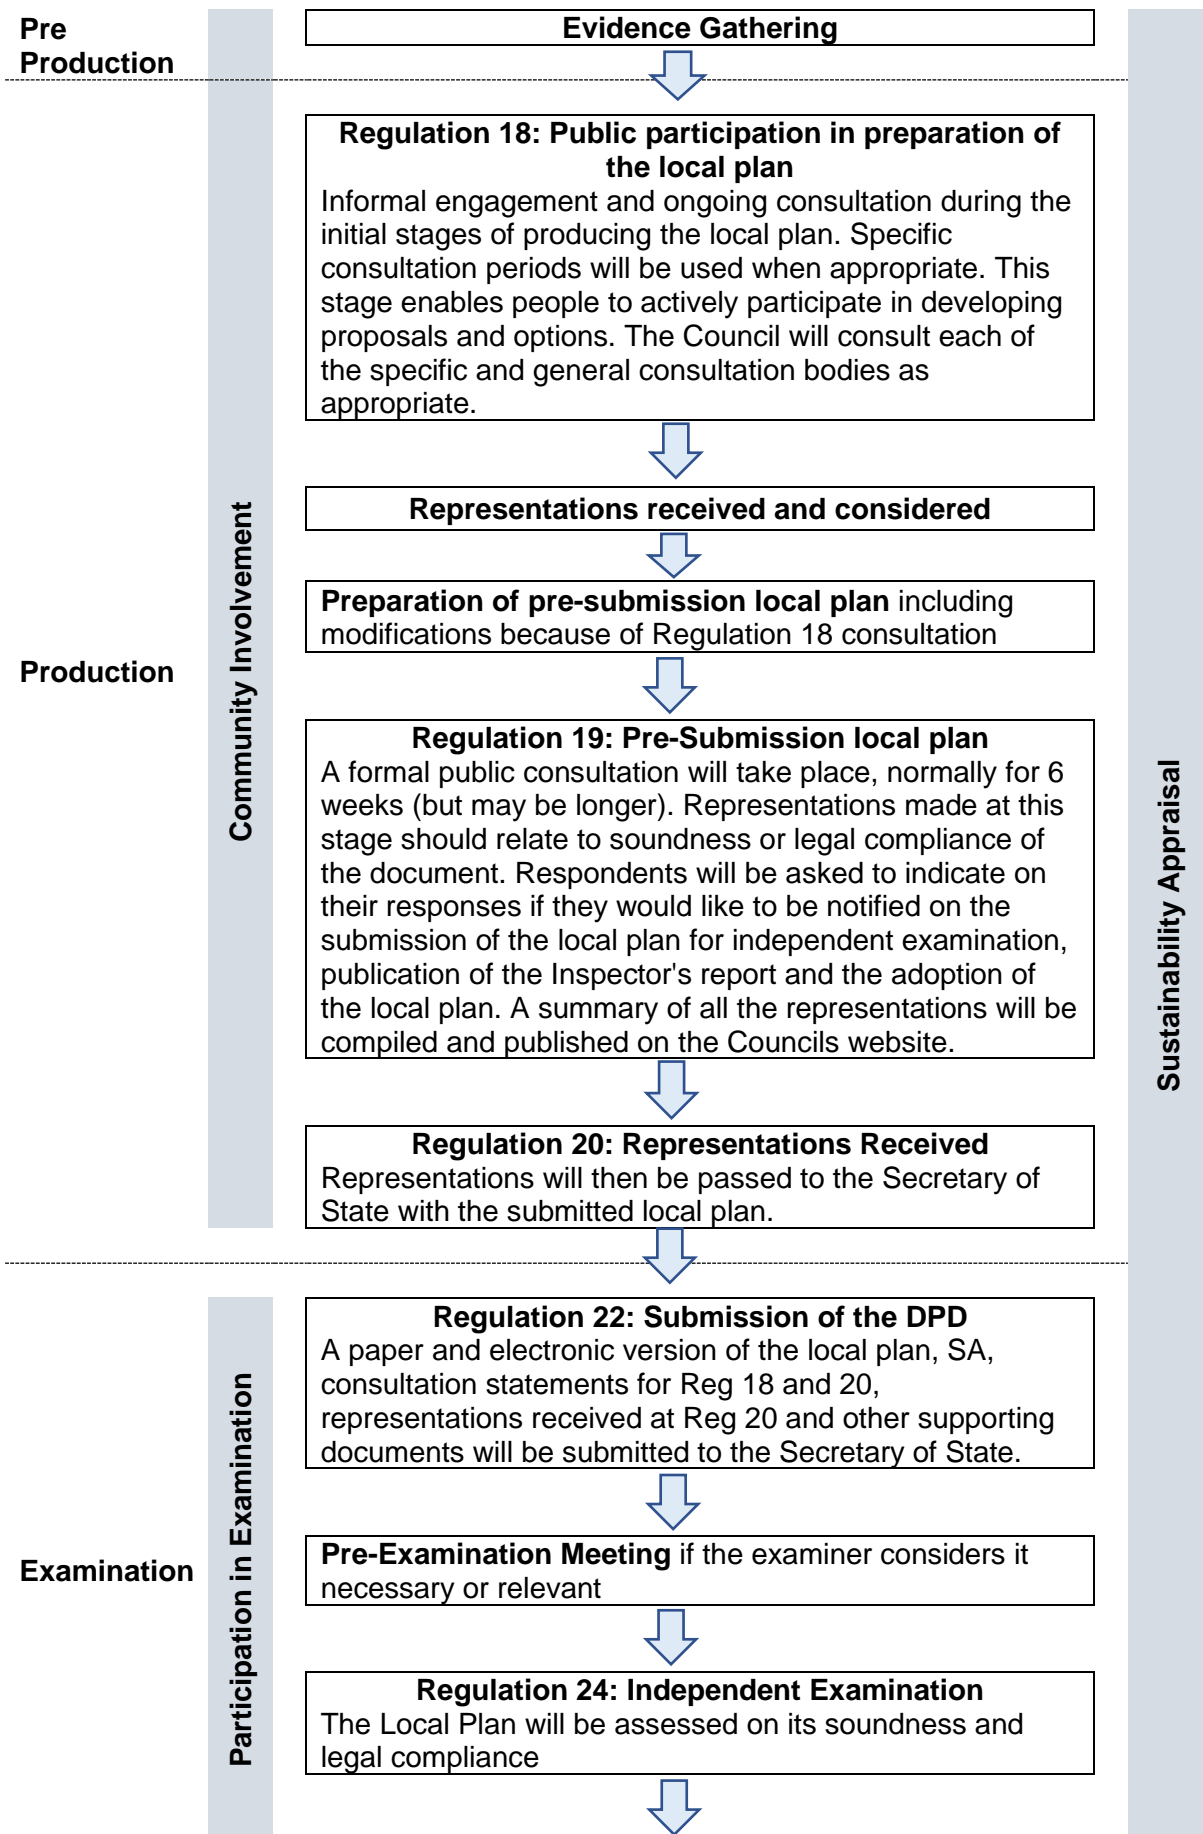 Pre
Production
Evidence Gathering
Regulation 18: Public participation in preparation of
the local plan
Informal engagement and ongoing consultation during the
initial stages of producing the local plan. Specific
consultation periods will be used when appropriate. This
stage enables people to actively participate in developing
proposals and options. The Council will consult each of
the specific and general consultation bodies as
appropriate.
Representations received and considered
Preparation of pre-submission local plan including
modifications because of Regulation 18 consultation
Production
Community Involvement
Regulation 19: Pre-Submission local plan
A formal public consultation will take place, normally for 6
weeks (but may be longer). Representations made at this
stage should relate to soundness or legal compliance of
the document. Respondents will be asked to indicate on
their responses if they would like to be notified on the
submission of the local plan for independent examination,
publication of the Inspector's report and the adoption of
the local plan. A summary of all the representations will be
compiled and published on the Councils website.
Sustainability Appraisal
Regulation 20: Representations Received
Representations will then be passed to the Secretary of
State with the submitted local plan.
Regulation 22: Submission of the DPD
A paper and electronic version of the local plan, SA,
consultation statements for Reg 18 and 20,
representations received at Reg 20 and other supporting
documents will be submitted to the Secretary of State.
Examination
Participation in Examination
Pre-Examination Meeting if the examiner considers it
necessary or relevant
Regulation 24: Independent Examination
The Local Plan will be assessed on its soundness and
legal compliance